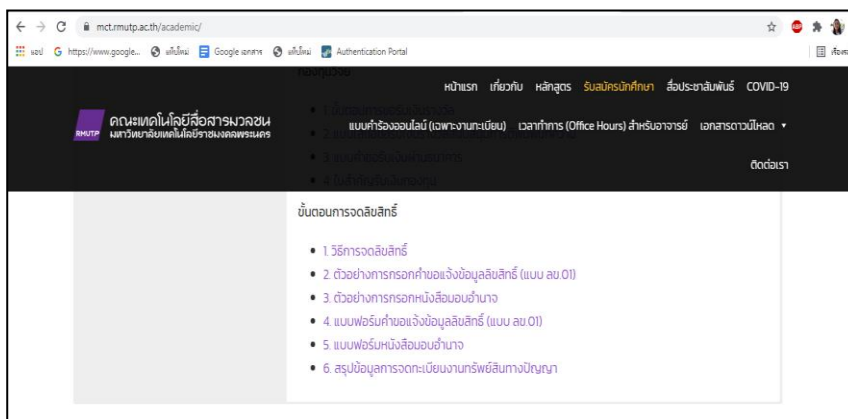 mct.rmutp.ac.th/academic/
แอป https://www.google... แท็บใหม่ Google เอกสาร แท็บใหม่ Authentication Portal
กองทุนวิจัย
หน้าแรก เกี่ยวกับ หลักสูตร รับสมัครนักศึกษา สื่อประชาสัมพันธ์ COVID-19
RMUTP คณะเทคโนโลยีสื่อสารมวลชน
มหาวิทยาลัยเทคโนโลยีราชมงคลพระนคร
แบบคำร้องออนไลน์ (เฉพาะงานทะเบียน) เวลาทำการ (Office Hours) สำหรับอาจารย์ เอกสารดาวน์โหลด
ติดต่อเรา
ขั้นตอนการจดลิขสิทธิ์
1. วิธีการจดลิขสิทธิ์
2. ตัวอย่างการกรอกคำขอแจ้งข้อมูลลิขสิทธิ์ (แบบ ลข.01)
3. ตัวอย่างการกรอกหนังสือมอบอำนาจ
4. แบบฟอร์มคำขอแจ้งข้อมูลลิขสิทธิ์ (แบบ ลข.01)
5. แบบฟอร์มหนังสือมอบอำนาจ
6. สรุปข้อมูลการจดทะเบียนงานทรัพย์สินทางปัญญา